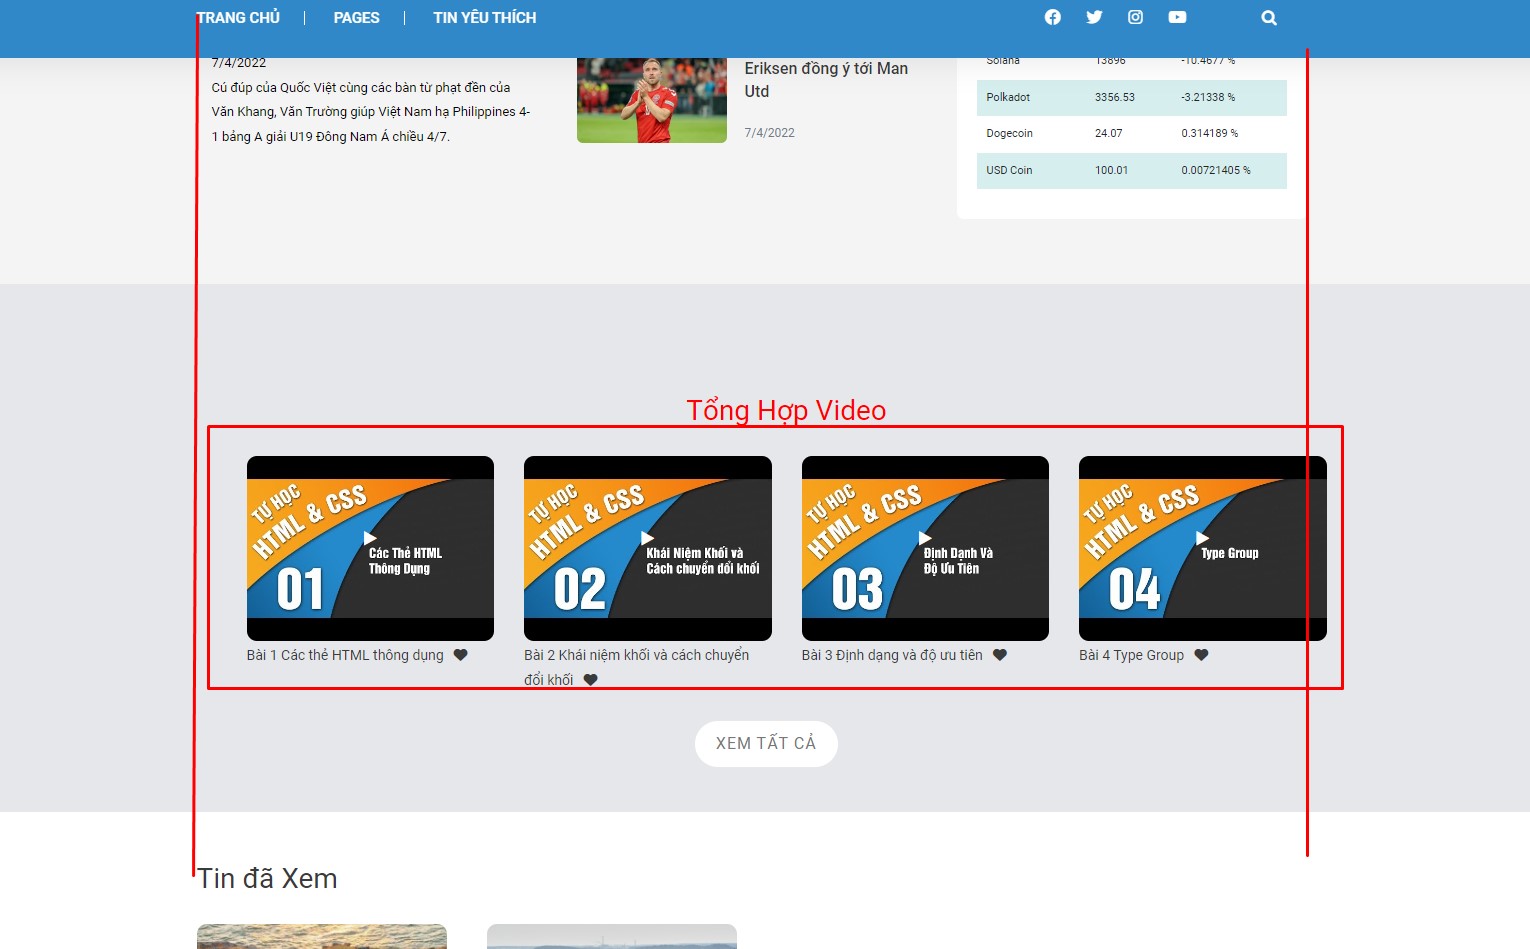 TRANG CHỦ | PAGES | TIN YÊU THÍCH
7/4/2022
Cú đúp của Quốc Việt cùng các bàn từ phạt đền của
Văn Khang, Văn Trường giúp Việt Nam hạ Philippines 4-
1 bảng A giải U19 Đông Nam Á chiều 4/7.
Eriksen đồng ý tới Man
Utd
7/4/2022
Solana 13896 -10.4677 %
Polkadot 3356.53 -3.21338 %
Dogecoin 24.07 0.314189 %
USD Coin 100.01 0.00721405 %
Tổng Hợp Video
TỰ HỌC
HTML & CSS
Các Thẻ HTML
Thông Dụng
01
Bài 1 Các thẻ HTML thông dụng
TỰ HỌC
HTML & CSS
Khái Niệm Khối và
Cách chuyển đổi khối
02
Bài 2 Khái niệm khối và cách chuyển
đổi khối
TỰ HỌC
HTML & CSS
Định Dạnh Và
Độ Ưu Tiên
03
Bài 3 Định dạng và độ ưu tiên
TỰ HỌC
HTML & CSS
Type Group
04
Bài 4 Type Group
XEM TẤT CẢ
Tin đã Xem